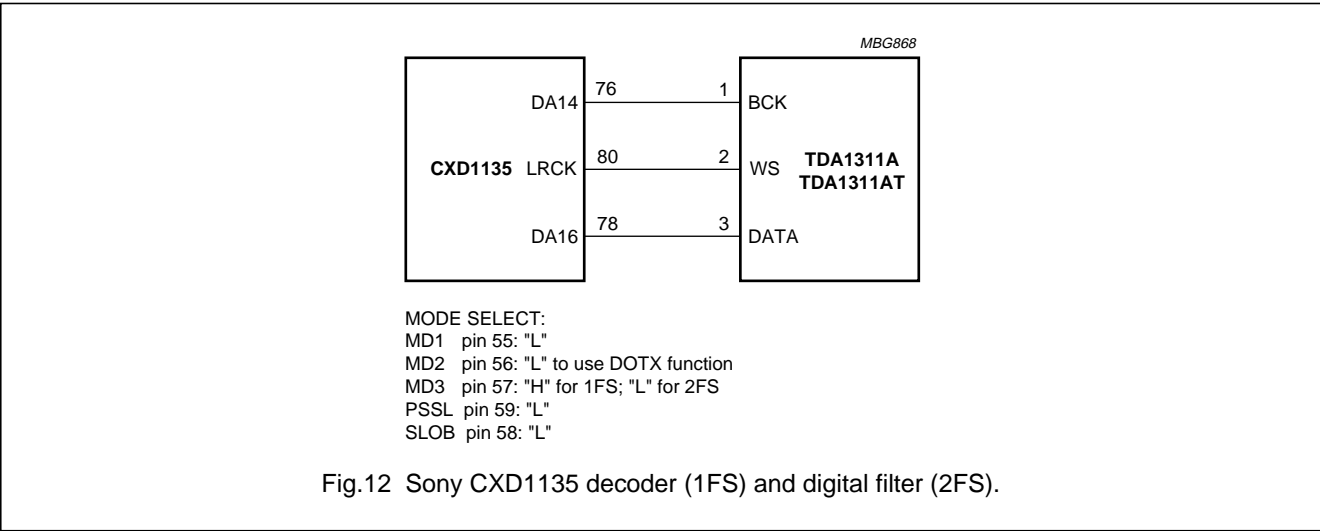 MBG868
DA14 76 1 BCK
CXD1135 LRCK 80 2 WS TDA1311A
TDA1311AT
DA16 78 3 DATA
MODE SELECT:
MD1 pin 55: "L"
MD2 pin 56: "L" to use DOTX function
MD3 pin 57: "H" for 1FS; "L" for 2FS
PSSL pin 59: "L"
SLOB pin 58: "L"
Fig.12 Sony CXD1135 decoder (1FS) and digital filter (2FS).